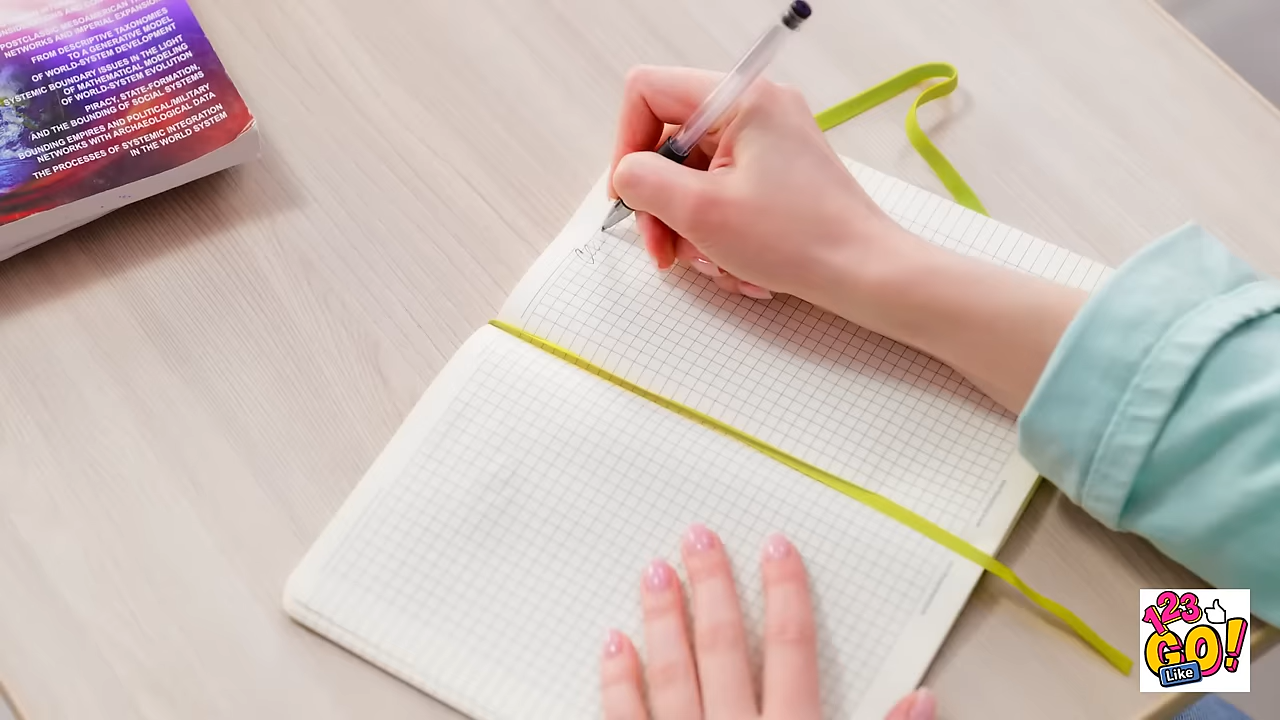 POSTCLASSIC MESOAMERICAN
NETWORKS AND IMPERIAL EXPANSION
FROM DESCRIPTIVE TAXONOMIES
TO A GENERATIVE MODEL
OF WORLD-SYSTEM DEVELOPMENT
SYSTEMIC BOUNDARY ISSUES IN THE LIGHT
OF MATHEMATICAL MODELING
OF WORLD-SYSTEM EVOLUTION
PIRACY, STATE-FORMATION,
AND THE BOUNDING OF SOCIAL SYSTEMS
BOUNDING EMPIRES AND POLITICAL/MILITARY
NETWORKS WITH ARCHAEOLOGICAL DATA
THE PROCESSES OF SYSTEMIC INTEGRATION
IN THE WORLD SYSTEM
123
GO!
Like